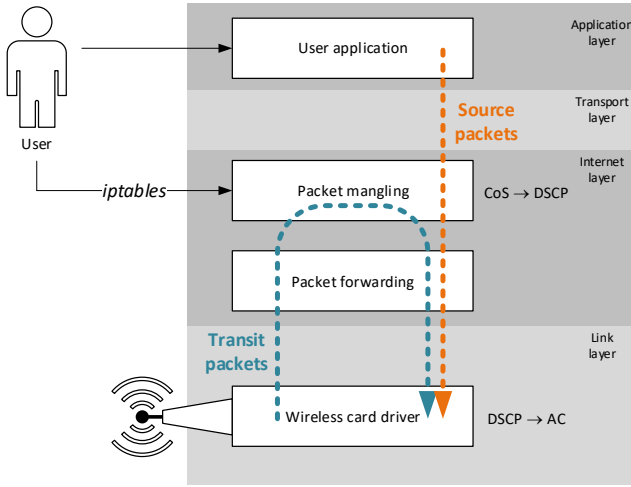 User application
Application
layer
Source
packets
Transport
layer
User
Internet
layer
iptables
Packet mangling
CoS → DSCP
Packet forwarding
Transit
packets
Link
layer
Wireless card driver
DSCP → AC